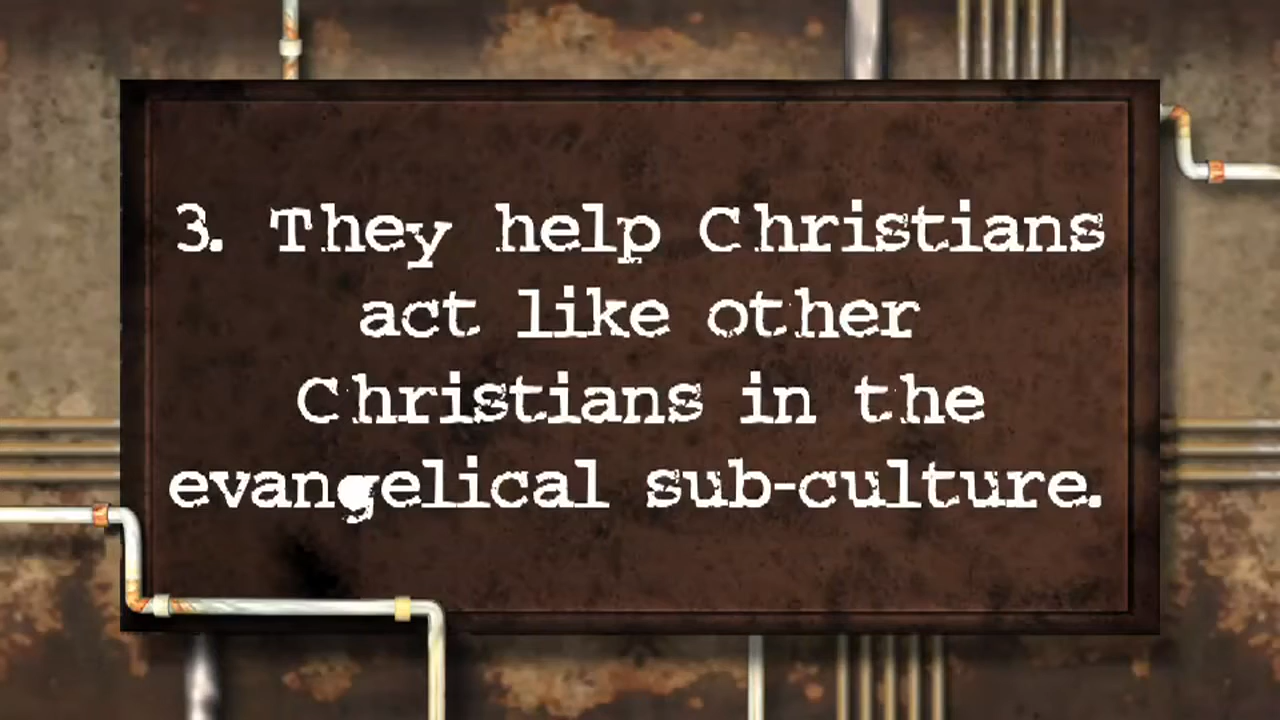 3. They help Christians
act like other
Christians in the
evangelical sub-culture.